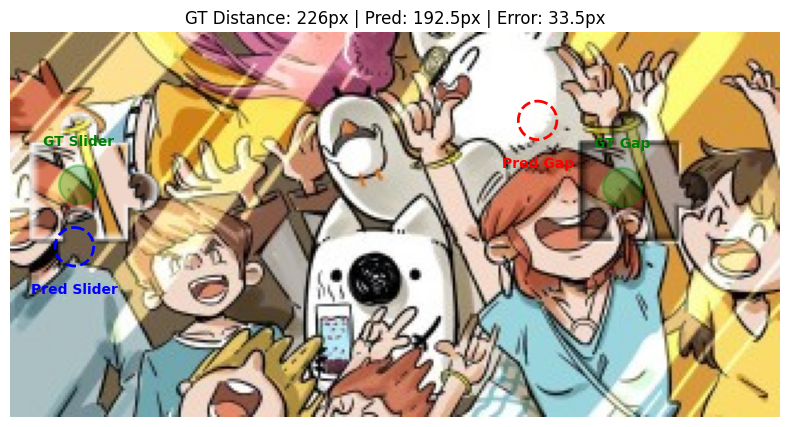 GT Distance: 226px | Pred: 192.5px | Error: 33.5px
GT Slider
GT Gap
Pred Gap
Pred Slider